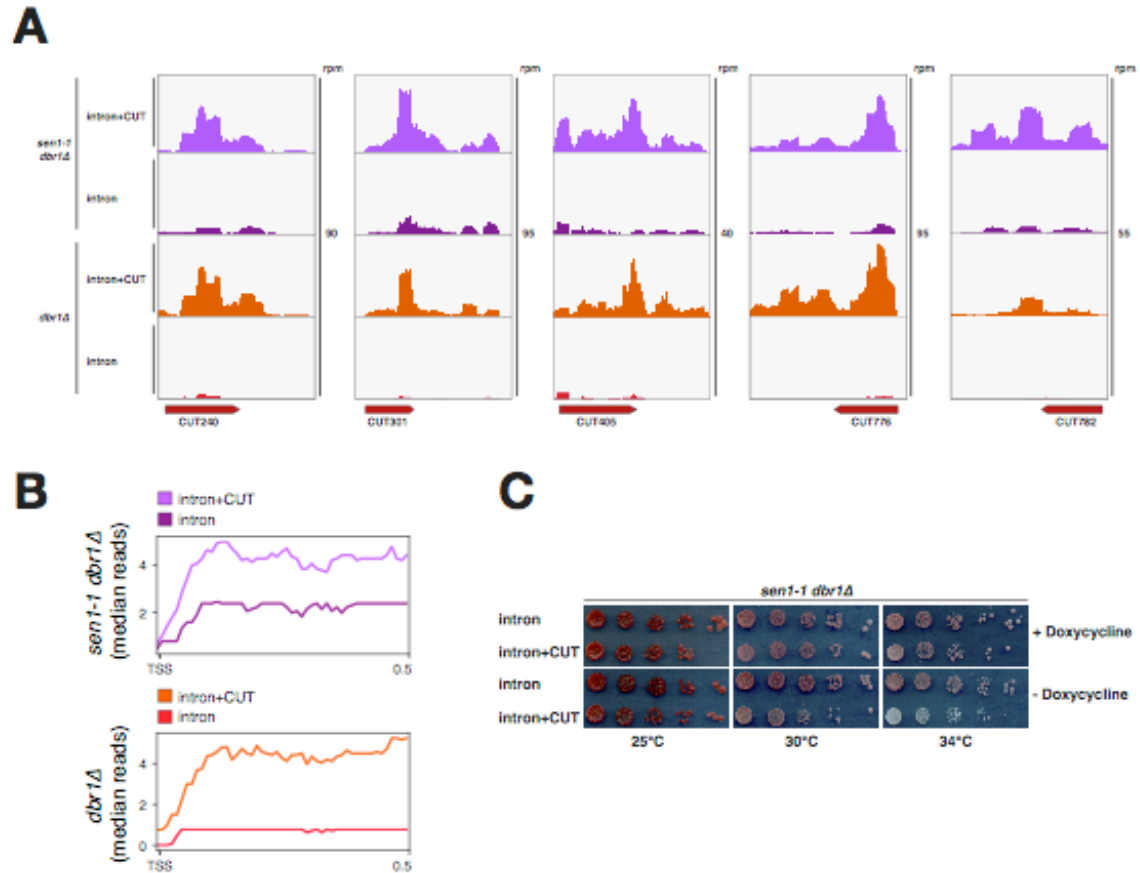 A
rpm rpm rpm rpm rpm
intron+CUT
sen1-1
dbr1Δ
intron
90 95 40 95 55
intron+CUT
dbr1Δ
intron
CUT240 CUT301 CUT405 CUT776 CUT782
B
intron+CUT
intron
sen1-1 dbr1Δ
(median reads)
4
2
TSS 0.5
intron+CUT
intron
dbr1Δ
(median reads)
4
2
0
TSS 0.5
C
sen1-1 dbr1Δ
intron
intron+CUT
+ Doxycycline
intron
intron+CUT
- Doxycycline
25°C 30°C 34°C